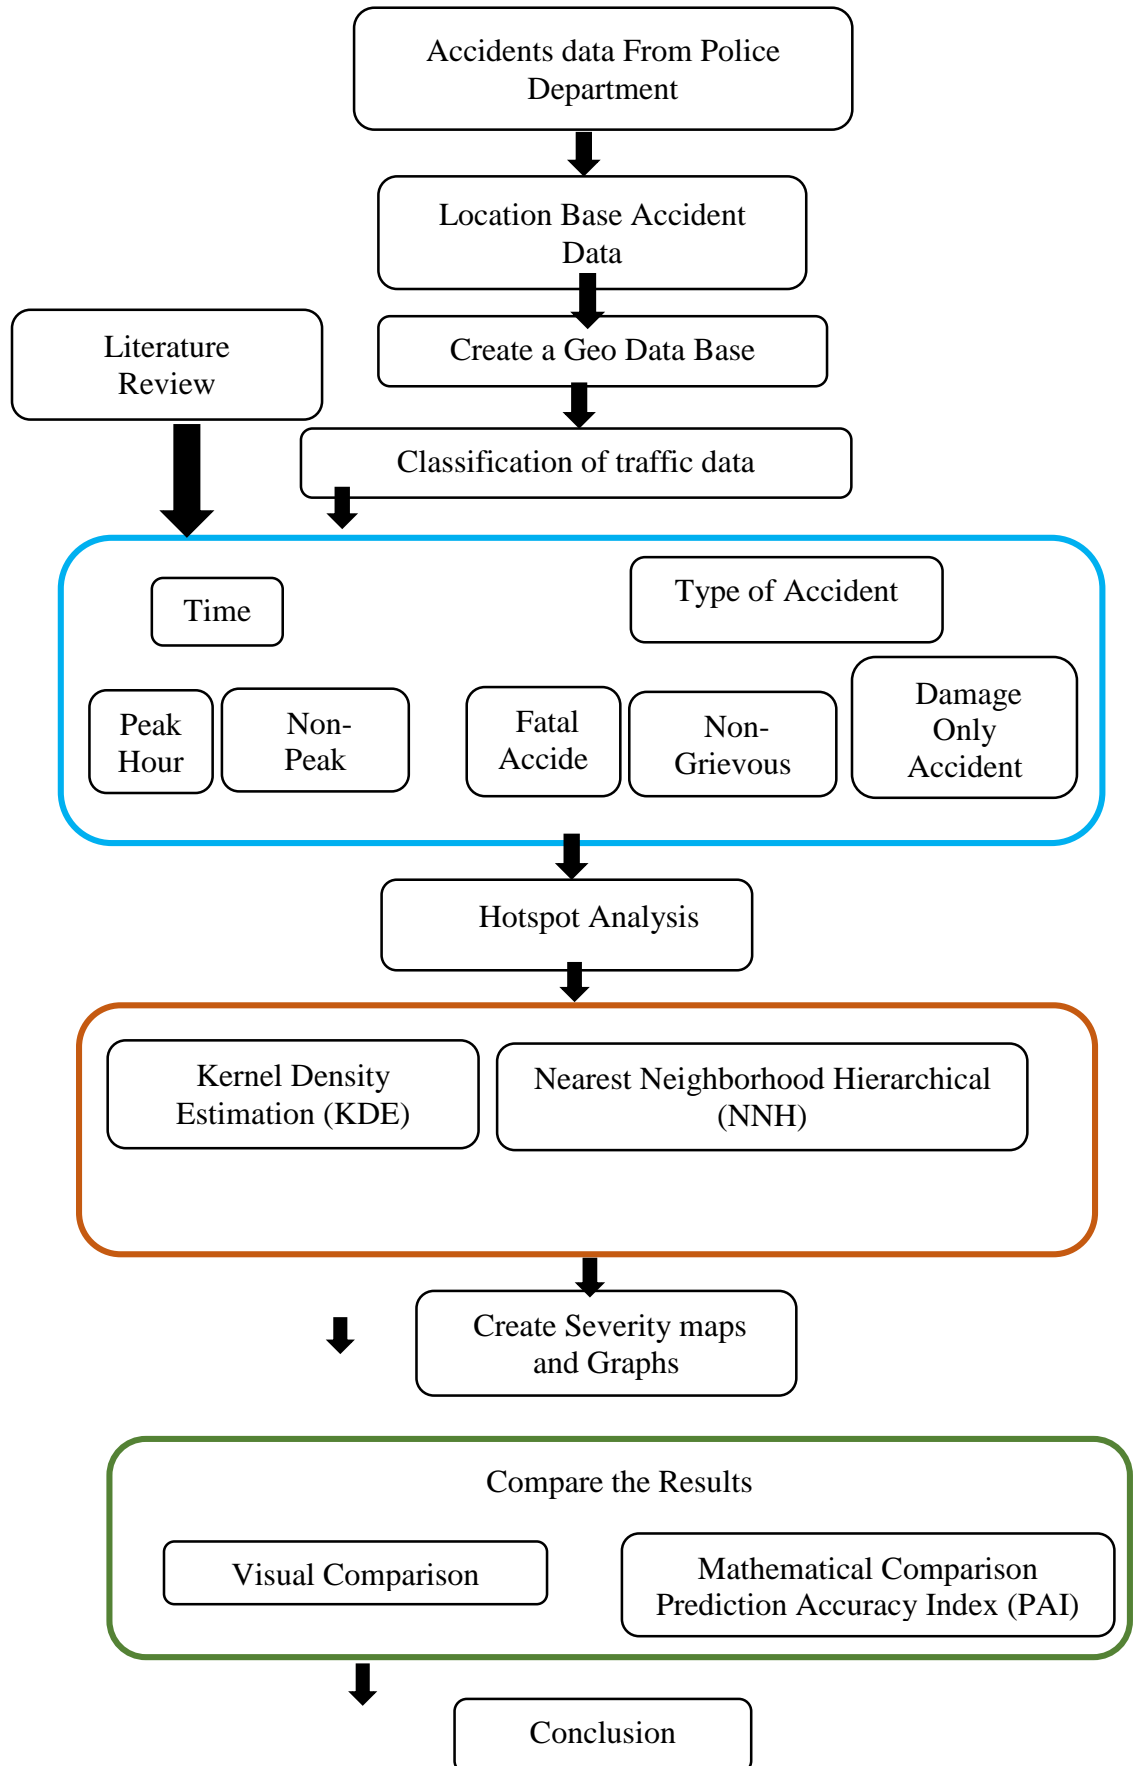 Accidents data From Police
Department
Location Base Accident
Data
Literature
Review
Create a Geo Data Base
Classification of traffic data
Time
Type of Accident
Peak
Hour
Non-
Peak
Fatal
Accide
Non-
Grievous
Damage
Only
Accident
Hotspot Analysis
Kernel Density
Estimation (KDE)
Nearest Neighborhood Hierarchical
(NNH)
Create Severity maps
and Graphs
Compare the Results
Visual Comparison
Mathematical Comparison
Prediction Accuracy Index (PAI)
Conclusion